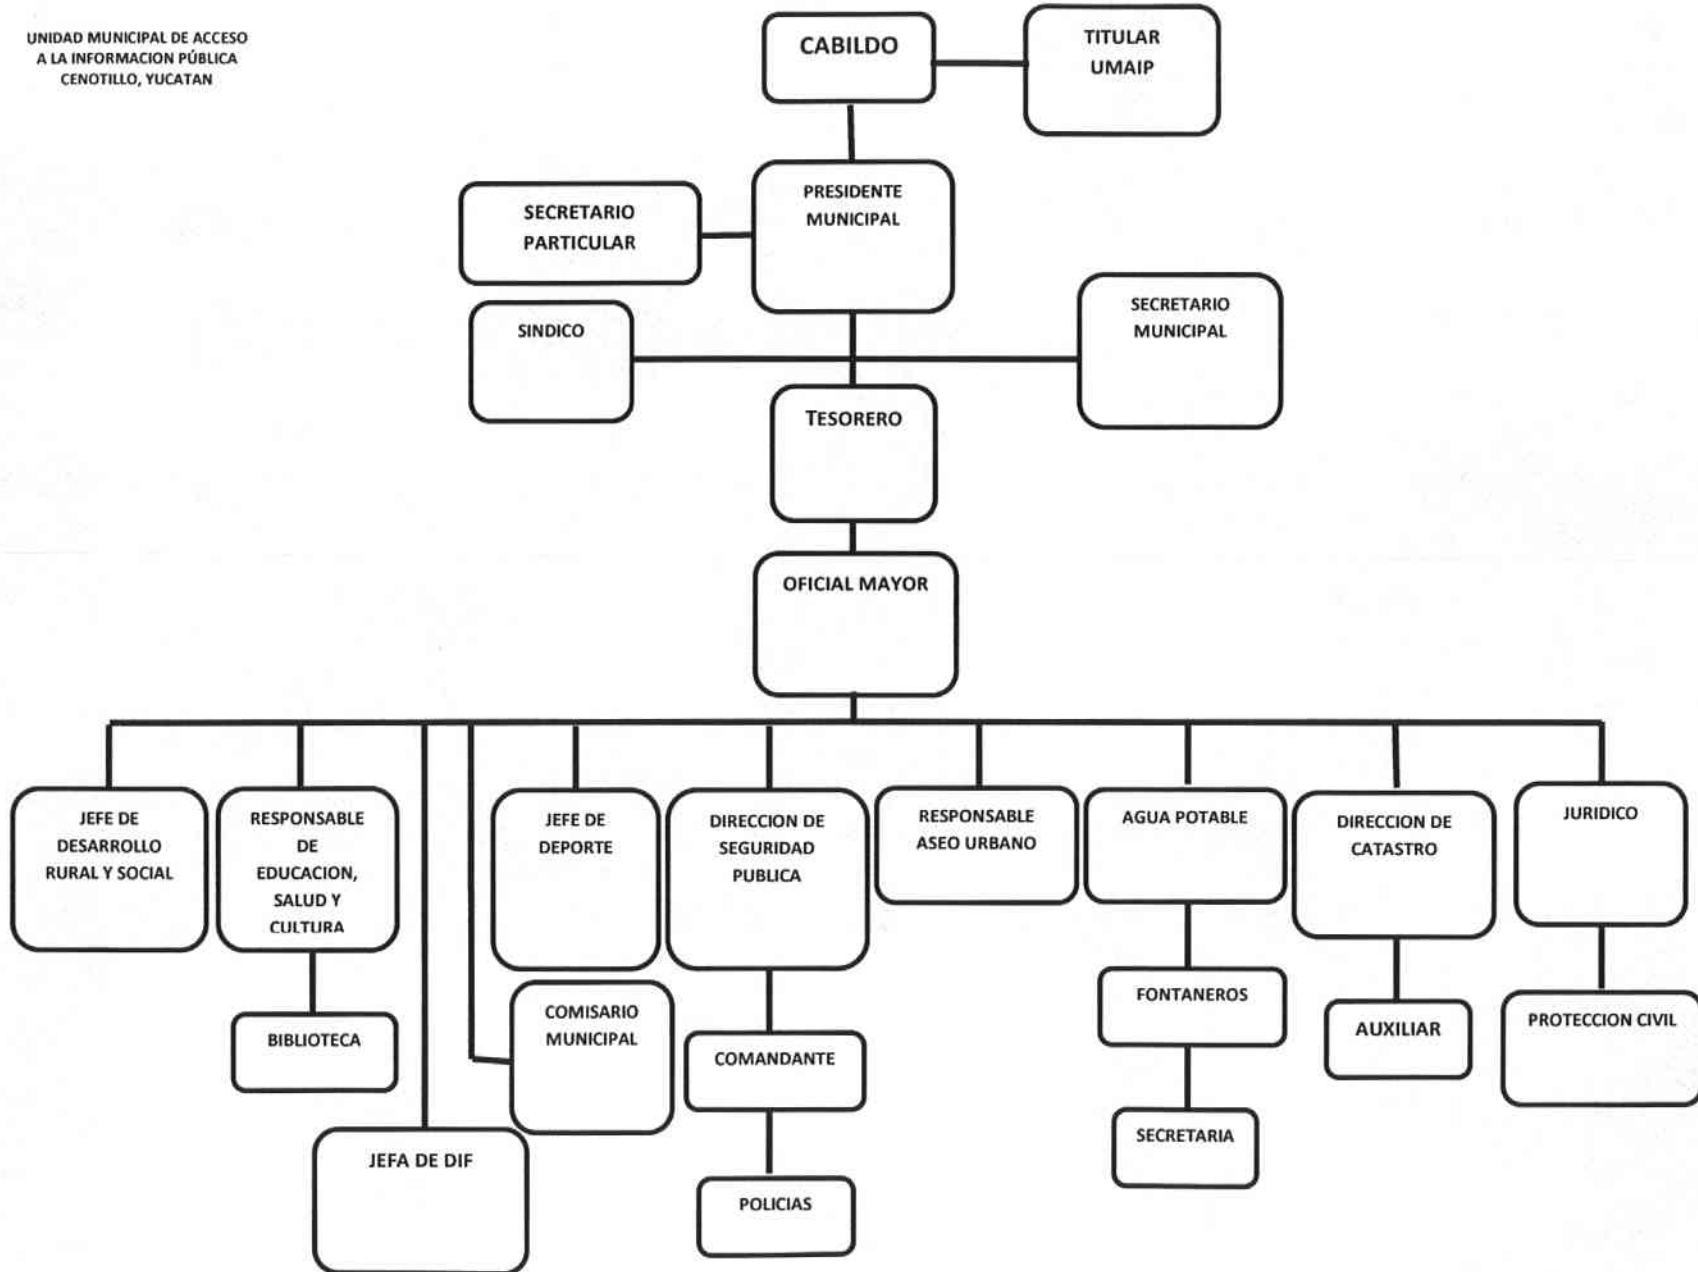 UNIDAD MUNICIPAL DE ACCESO
A LA INFORMACION PÚBLICA
CENOTILLO, YUCATAN
CABILDO
TITULAR
UMAIP
PRESIDENTE
MUNICIPAL
SECRETARIO
PARTICULAR
SINDICO
SECRETARIO
MUNICIPAL
TESORERO
OFICIAL MAYOR
JEFE DE
DESARROLLO
RURAL Y SOCIAL
RESPONSABLE
DE
EDUCACION,
SALUD Y
CULTURA
JEFE DE
DEPORTE
DIRECCION DE
SEGURIDAD
PUBLICA
RESPONSABLE
ASEO URBANO
AGUA POTABLE
DIRECCION DE
CATASTRO
JURIDICO
BIBLIOTECA
COMISARIO
MUNICIPAL
COMANDANTE
FONTANEROS
AUXILIAR
PROTECCION CIVIL
JEFA DE DIF
POLICIAS
SECRETARIA